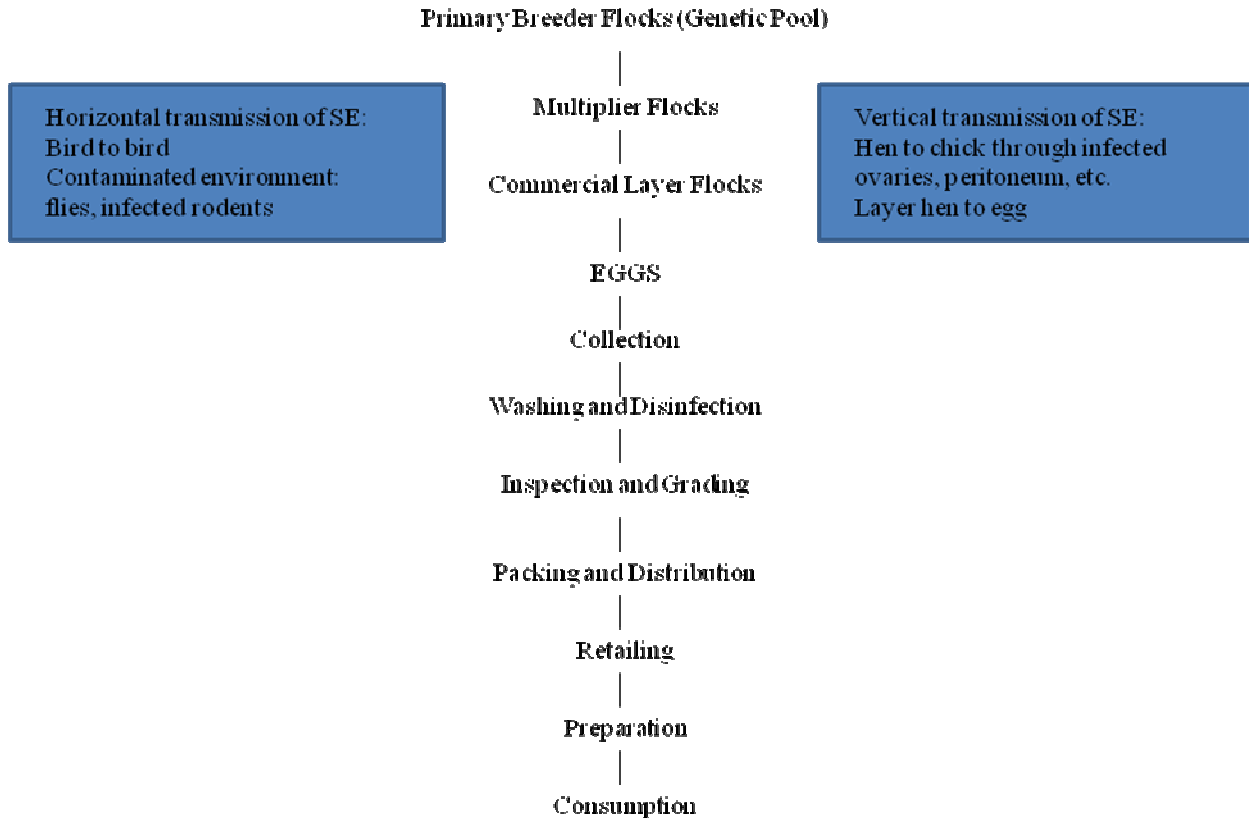 Primary Breeder Flocks (Genetic Pool)
Horizontal transmission of SE:
Bird to bird
Contaminated environment:
flies, infected rodents
Multiplier Flocks
Commercial Layer Flocks
Vertical transmission of SE:
Hen to chick through infected
ovaries, peritoneum, etc.
Layer hen to egg
EGGS
Collection
Washing and Disinfection
Inspection and Grading
Packing and Distribution
Retailing
Preparation
Consumption